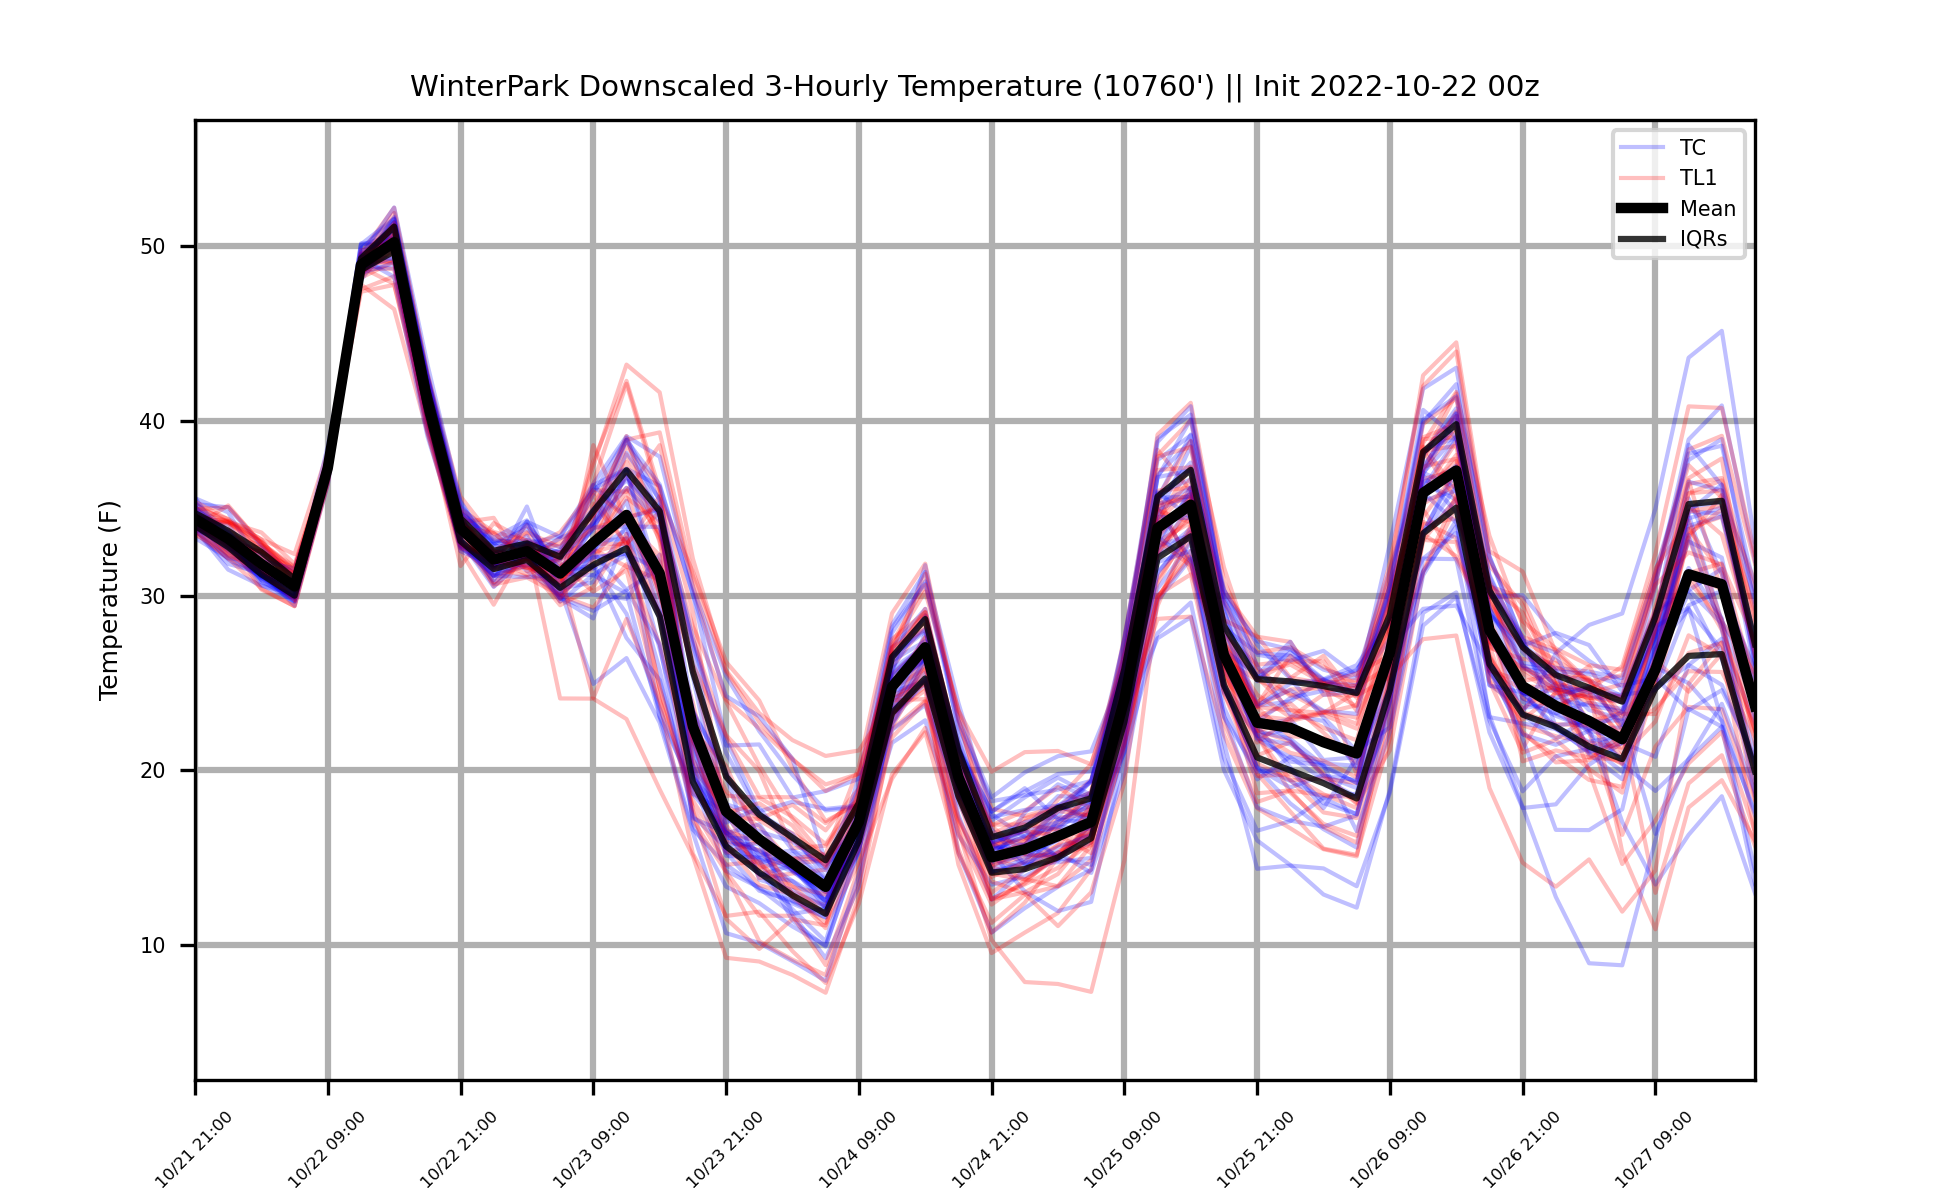 WinterPark Downscaled 3-Hourly Temperature (10760') || Init 2022-10-22 00z
TC
TL1
Mean
IQRs
Temperature (F)
50
40
30
20
10
10/21 21:00
10/22 09:00
10/22 21:00
10/23 09:00
10/23 21:00
10/24 09:00
10/24 21:00
10/25 09:00
10/25 21:00
10/26 09:00
10/26 21:00
10/27 09:00